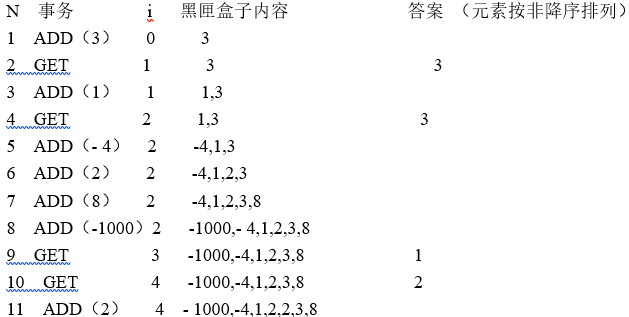 N 事务 i 黑匣盒子内容 答案 （元素按非降序排列）
1 ADD（3） 0 3
2 GET 1 3 3
3 ADD（1） 1 1,3
4 GET 2 1,3 3
5 ADD（- 4） 2 -4,1,3
6 ADD（2） 2 -4,1,2,3
7 ADD（8） 2 -4,1,2,3,8
8 ADD（-1000）2 -1000,- 4,1,2,3,8
9 GET 3 -1000,-4,1,2,3,8 1
10 GET 4 -1000,-4,1,2,3,8 2
11 ADD（2） 4 - 1000,-4,1,2,2,3,8